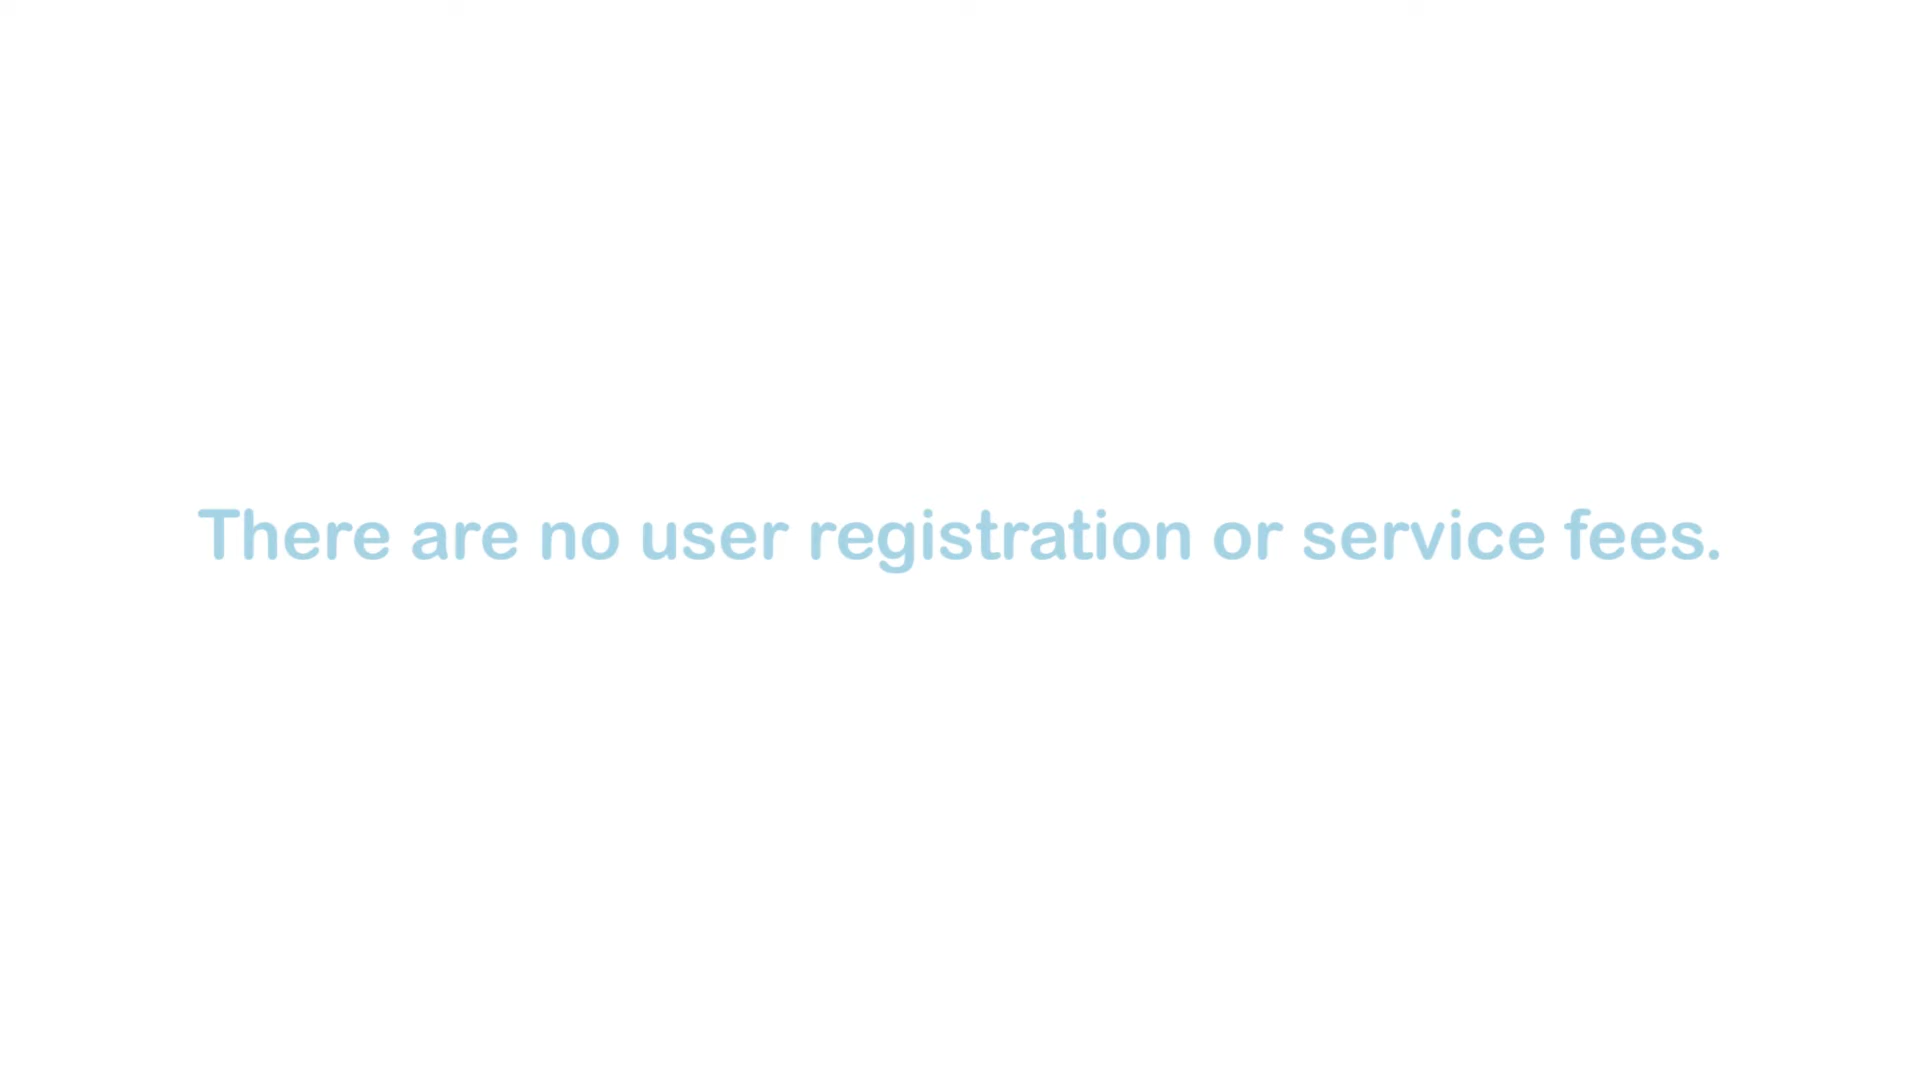 There are no user registration or service fees.